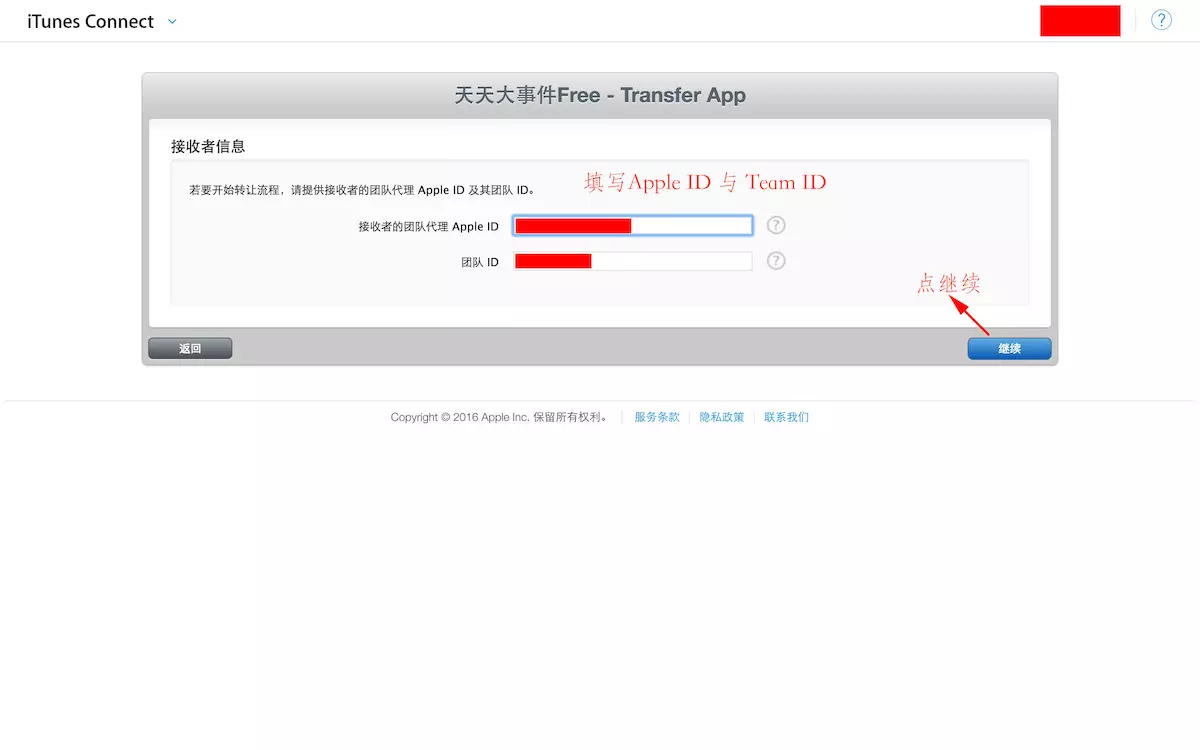 iTunes Connect
?
天天大事件Free - Transfer App
接收者信息
若要开始转让流程，请提供接收者的团队代理 Apple ID 及其团队 ID。
填写Apple ID 与 Team ID
接收者的团队代理 Apple ID
?
团队 ID
?
点继续
返回
继续
Copyright © 2016 Apple Inc. 保留所有权利。 服务条款 隐私政策 联系我们